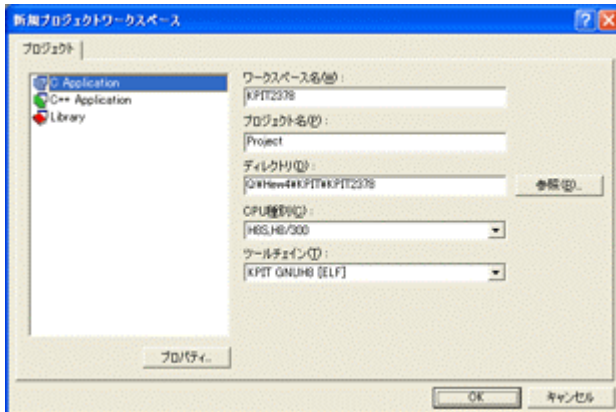 新規プロジェクトワークスペース
プロジェクト
C Application
C++ Application
Library
ワークスペース名(W):
KPIT2378
プロジェクト名(P):
Project
ディレクトリ(D):
Q:¥Hew4¥KPIT¥KPIT2378
参照(B)...
CPU種別(C):
H8S,H8/300
ツールチェイン(T):
KPIT GNUH8 [ELF]
プロパティ...
OK
キャンセル